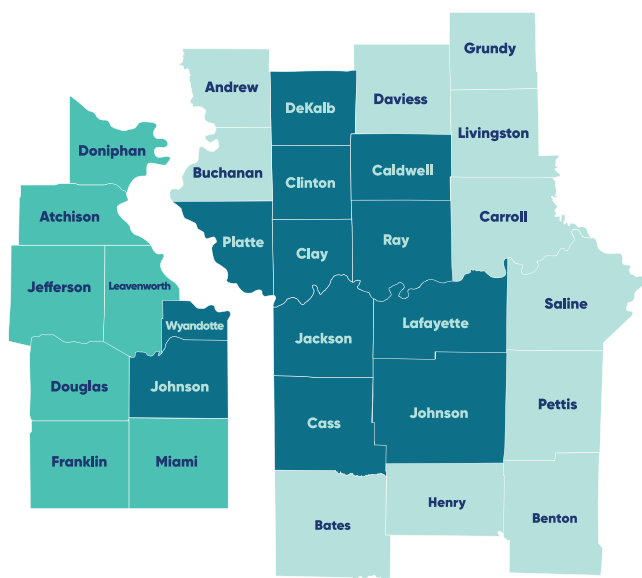 Grundy
Andrew
DeKalb
Daviess
Livingston
Doniphan
Buchanan
Clinton
Caldwell
Atchison
Carroll
Platte
Clay
Ray
Jefferson
Leavenworth
Saline
Wyandotte
Jackson
Lafayette
Douglas
Johnson
Cass
Johnson
Pettis
Franklin
Miami
Henry
Bates
Benton